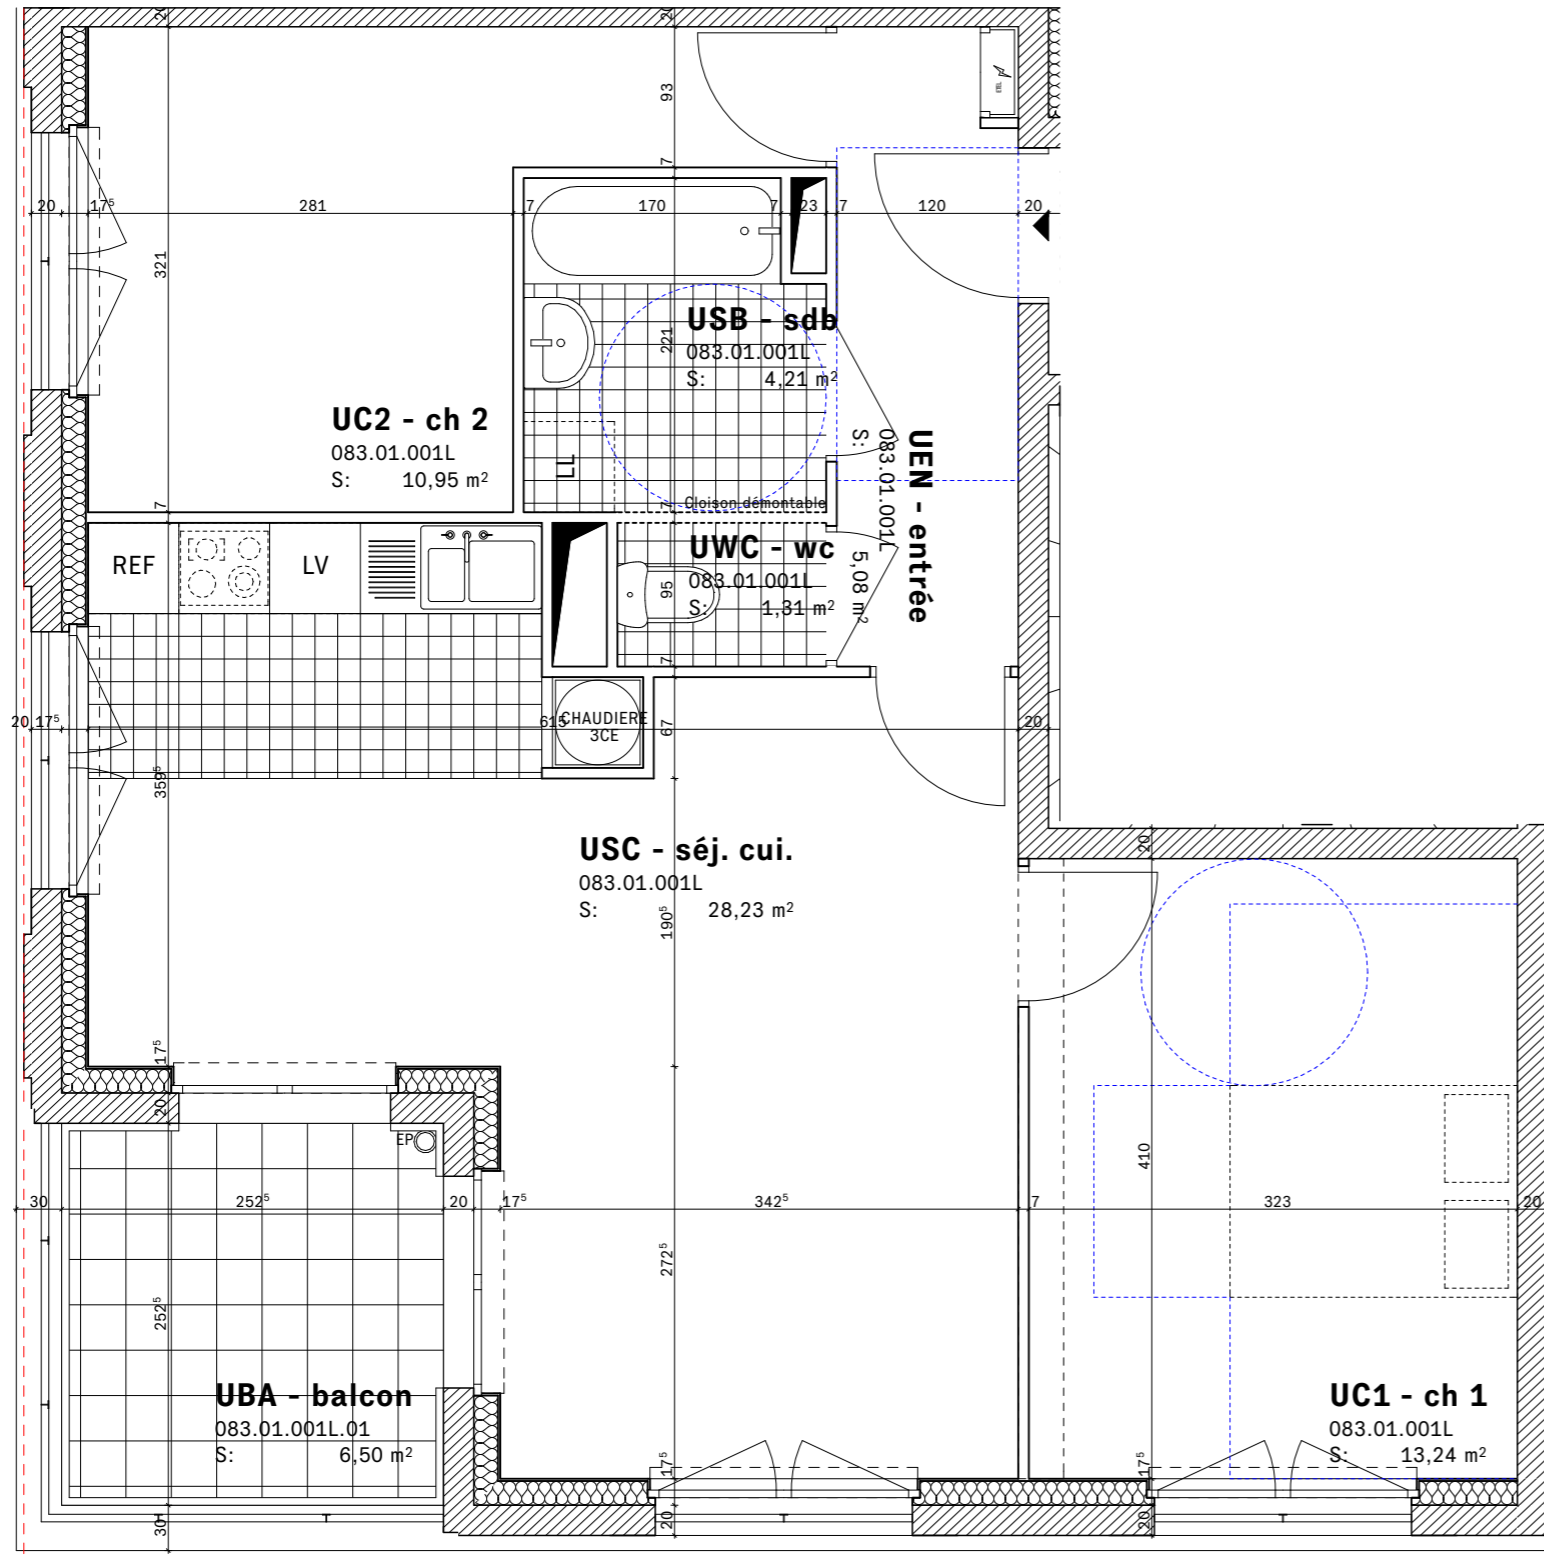 20
20
93
7
20
17⁵
281
7
170
7
23
7
120
20
321
221
USB - sdb
083.01.001L
S: 4,21 m²
UC2 - ch 2
083.01.001L
S: 10,95 m²
LL
UEN - entrée
083.01.001L
S: 5,08 m²
Cloison démontable
7
7
REF
LV
UWC - wc
083.01.001L
S: 1,31 m²
95
7
20
17⁵
615
CHAUDIERE
3CE
67
20
359⁵
USC - séj. cui.
083.01.001L
S: 28,23 m²
190⁵
20
17⁵
20
EP
410
30
252⁵
20
17⁵
342⁵
7
323
20
272⁵
252⁵
UBA - balcon
083.01.001L.01
S: 6,50 m²
UC1 - ch 1
083.01.001L
S: 13,24 m²
17⁵
17⁵
30
20
20